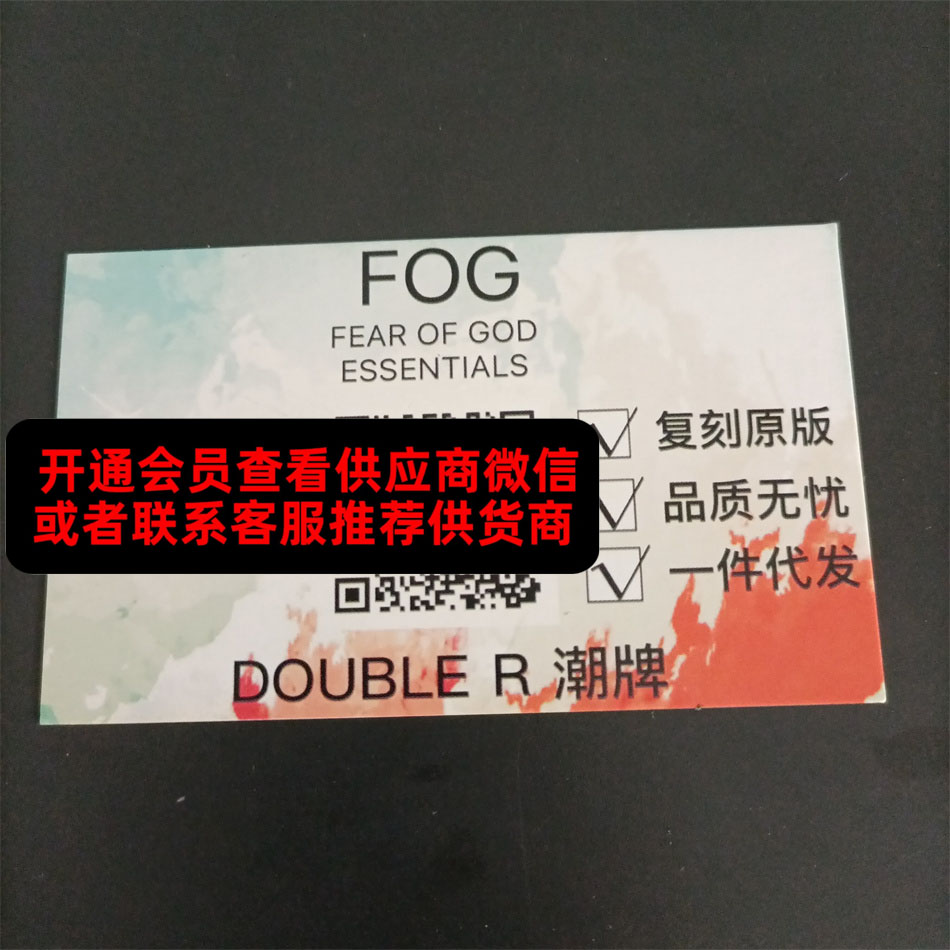 FOG
FEAR OF GOD
ESSENTIALS
复刻原版
开通会员查看供应商微信
品质无忧
或者联系客服推荐供货商
一件代发
DOUBLE R 潮牌